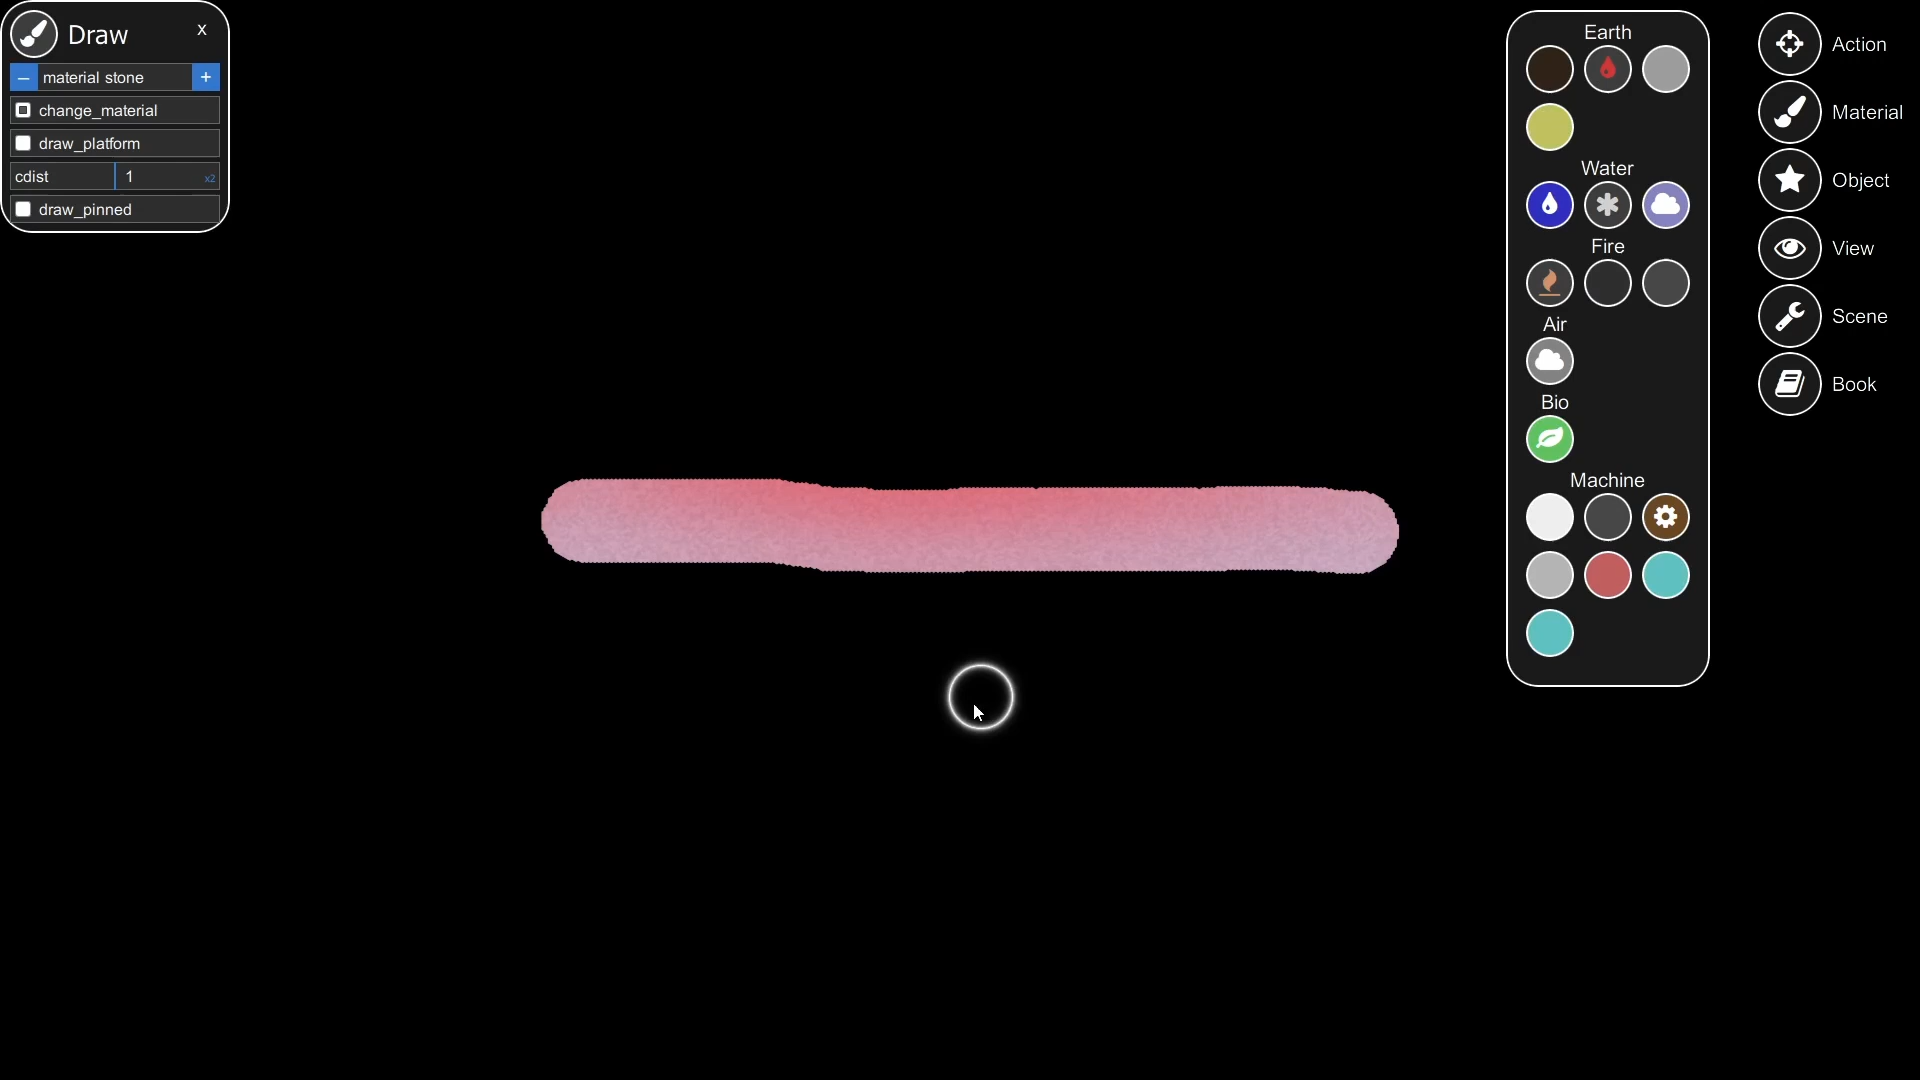 Draw x
– material stone +
change_material
draw_platform
cdist 1 x2
draw_pinned
Earth
Water
Fire
Air
Bio
Machine
Action
Material
Object
View
Scene
Book